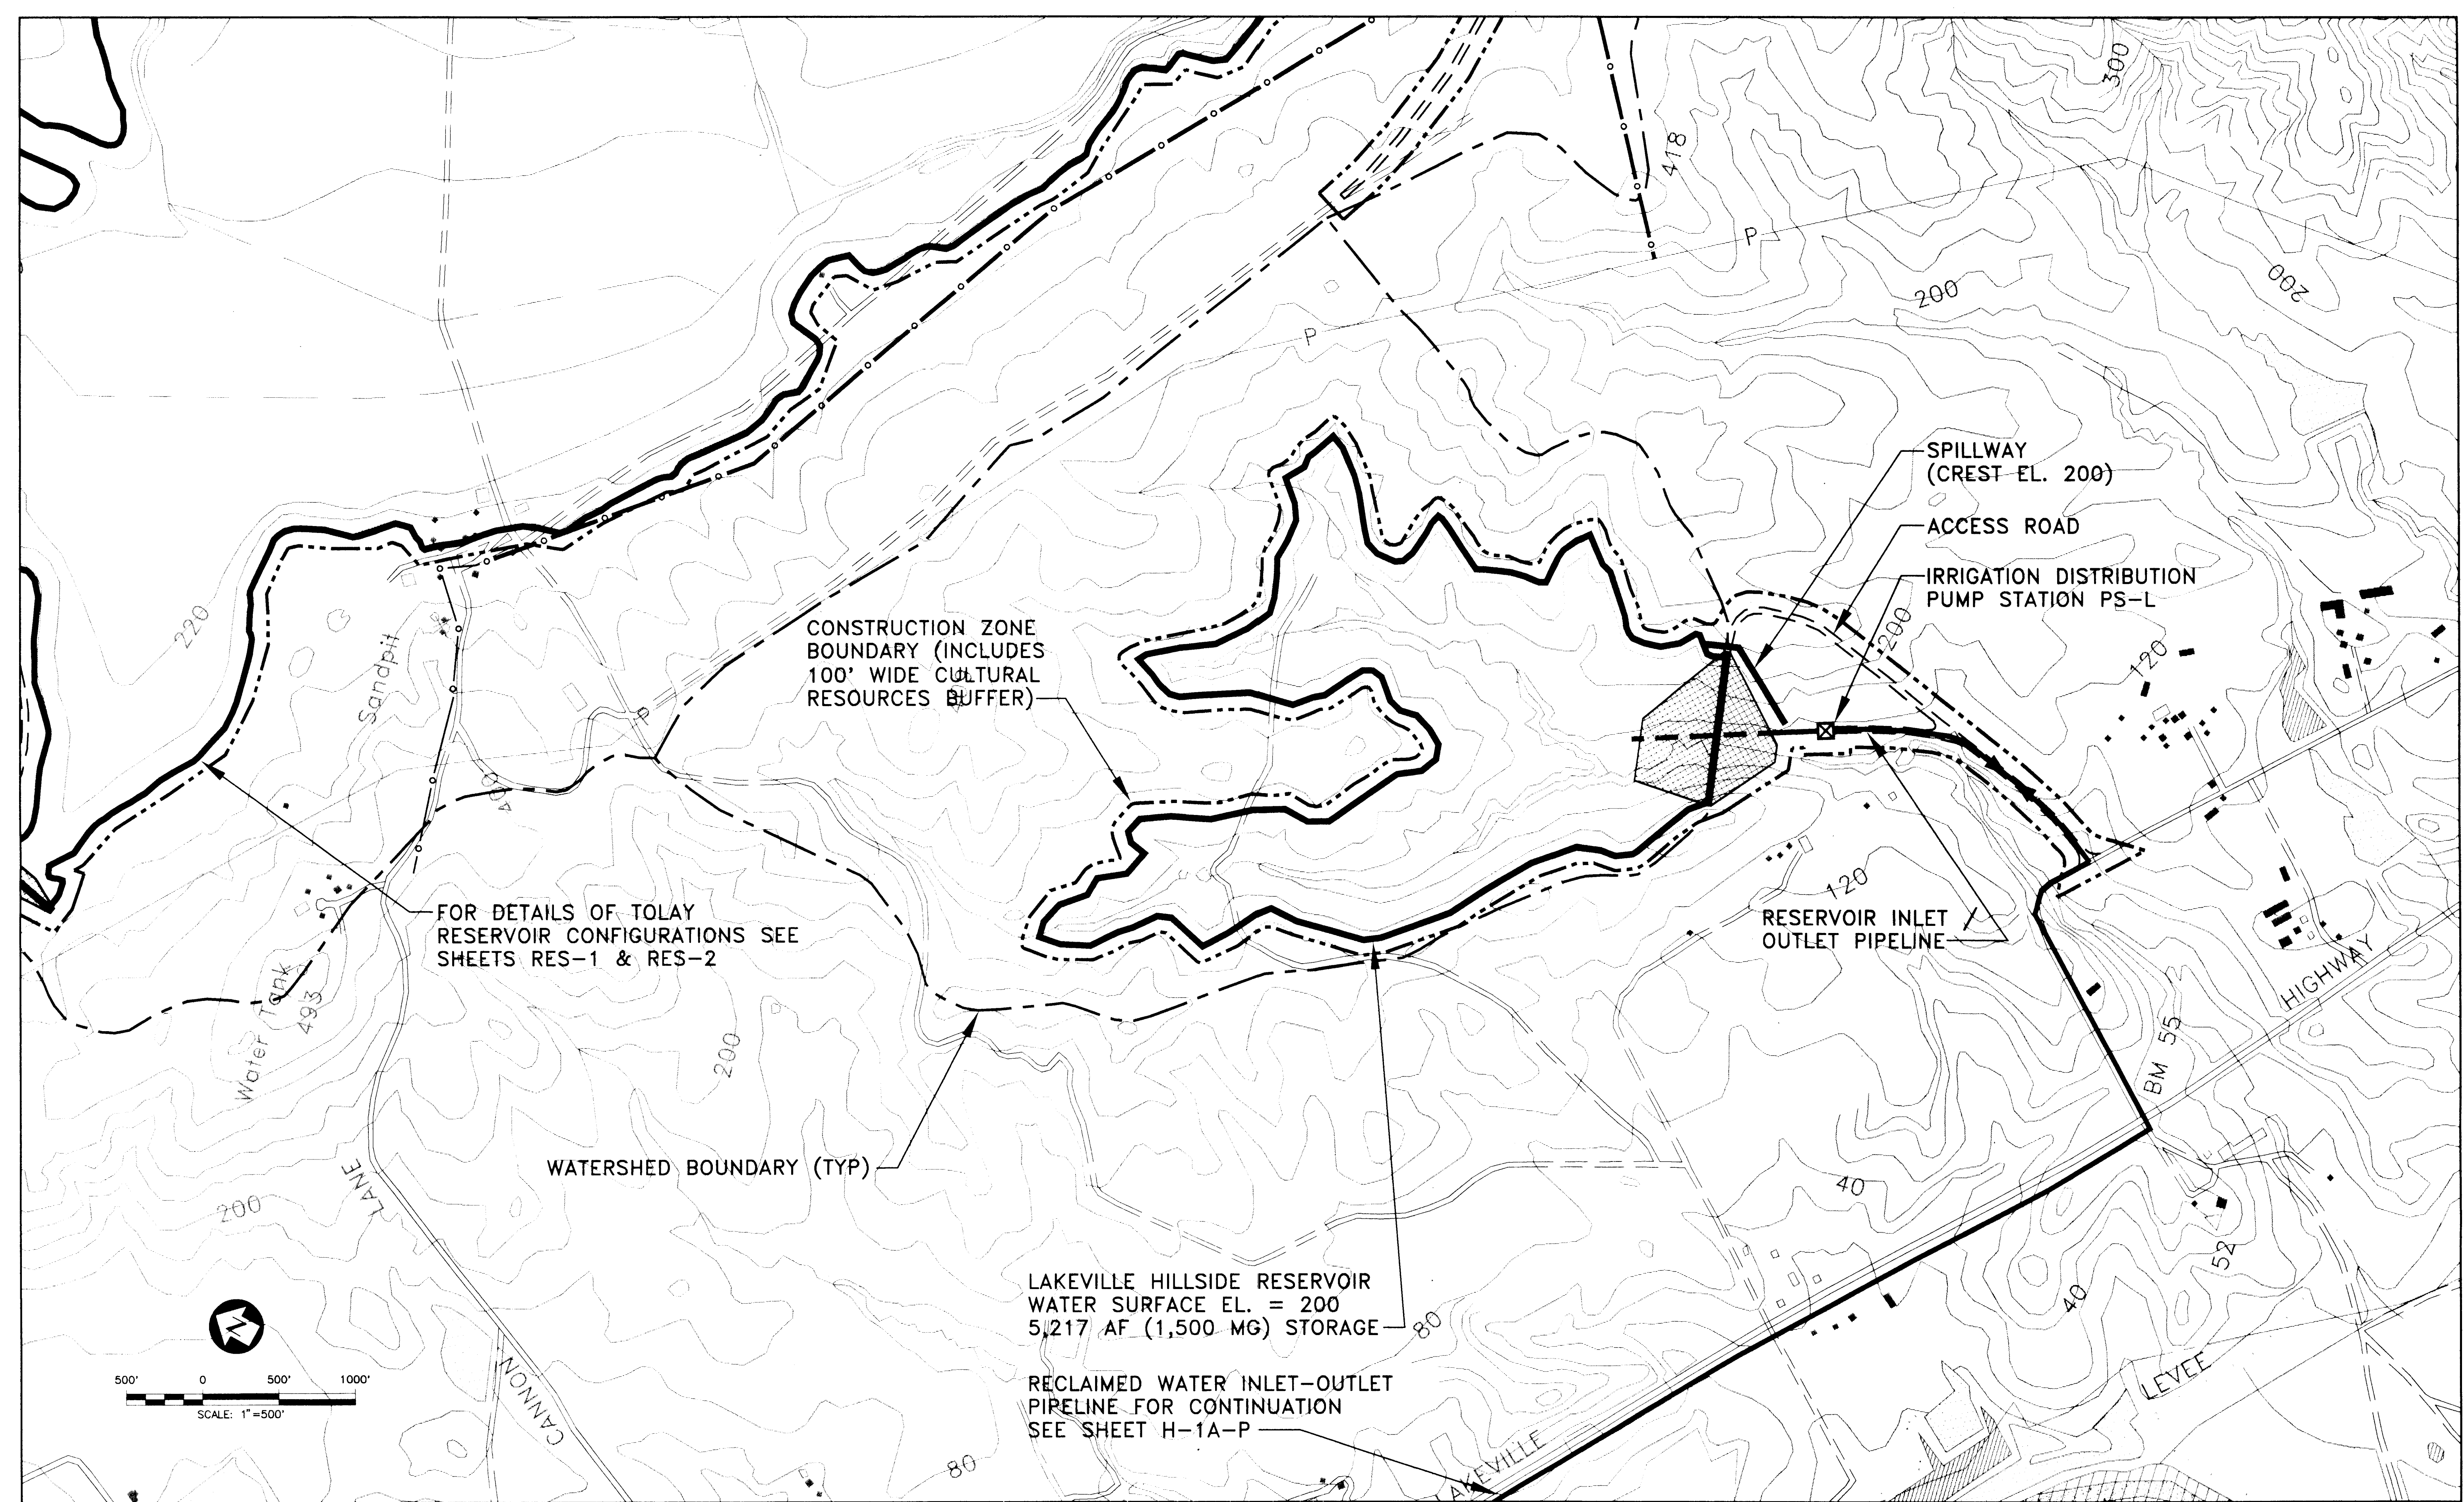 300
418
P
200
200
P
SPILLWAY
(CREST EL. 200)
ACCESS ROAD
IRRIGATION DISTRIBUTION
PUMP STATION PS-L
200
120
220
Sandpit
CONSTRUCTION ZONE
BOUNDARY (INCLUDES
100' WIDE CULTURAL
RESOURCES BUFFER)
P
400
FOR DETAILS OF TOLAY
RESERVOIR CONFIGURATIONS SEE
SHEETS RES-1 & RES-2
120
RESERVOIR INLET
OUTLET PIPELINE
HIGHWAY
Water Tank
493
200
BM 55
WATERSHED BOUNDARY (TYP)
LANE
200
40
52
40
LAKEVILLE HILLSIDE RESERVOIR
WATER SURFACE EL. = 200
5,217 AF (1,500 MG) STORAGE
80
N
500' 0 500' 1000'
SCALE: 1"=500'
CANNON
RECLAIMED WATER INLET-OUTLET
PIPELINE FOR CONTINUATION
SEE SHEET H-1A-P
LEVEE
80
LAKEVILLE